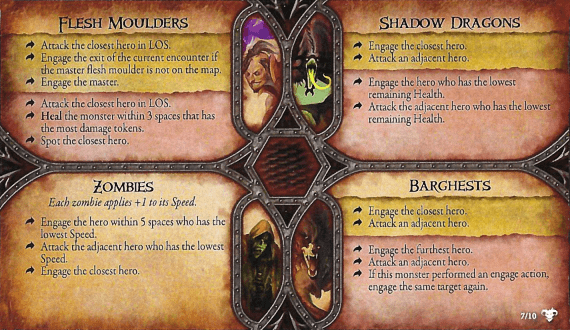 FLESH MOULDERS
Attack the closest hero in LOS.
Engage the exit of the current encounter if
the master flesh moulder is not on the map.
Engage the master.
Attack the closest hero in LOS.
Heal the monster within 3 spaces that has
the most damage tokens.
Spot the closest hero.
SHADOW DRAGONS
Engage the closest hero.
Attack an adjacent hero.
Engage the hero who has the lowest
remaining Health.
Attack the adjacent hero who has the lowest
remaining Health.
ZOMBIES
Each zombie applies +1 to its Speed.
Engage the hero within 5 spaces who has the
lowest Speed.
Attack the adjacent hero who has the lowest
Speed.
Engage the closest hero.
BARGHESTS
Engage the closest hero.
Attack an adjacent hero.
Engage the furthest hero.
Attack an adjacent hero.
If this monster performed an engage action,
engage the same target again.
7/10